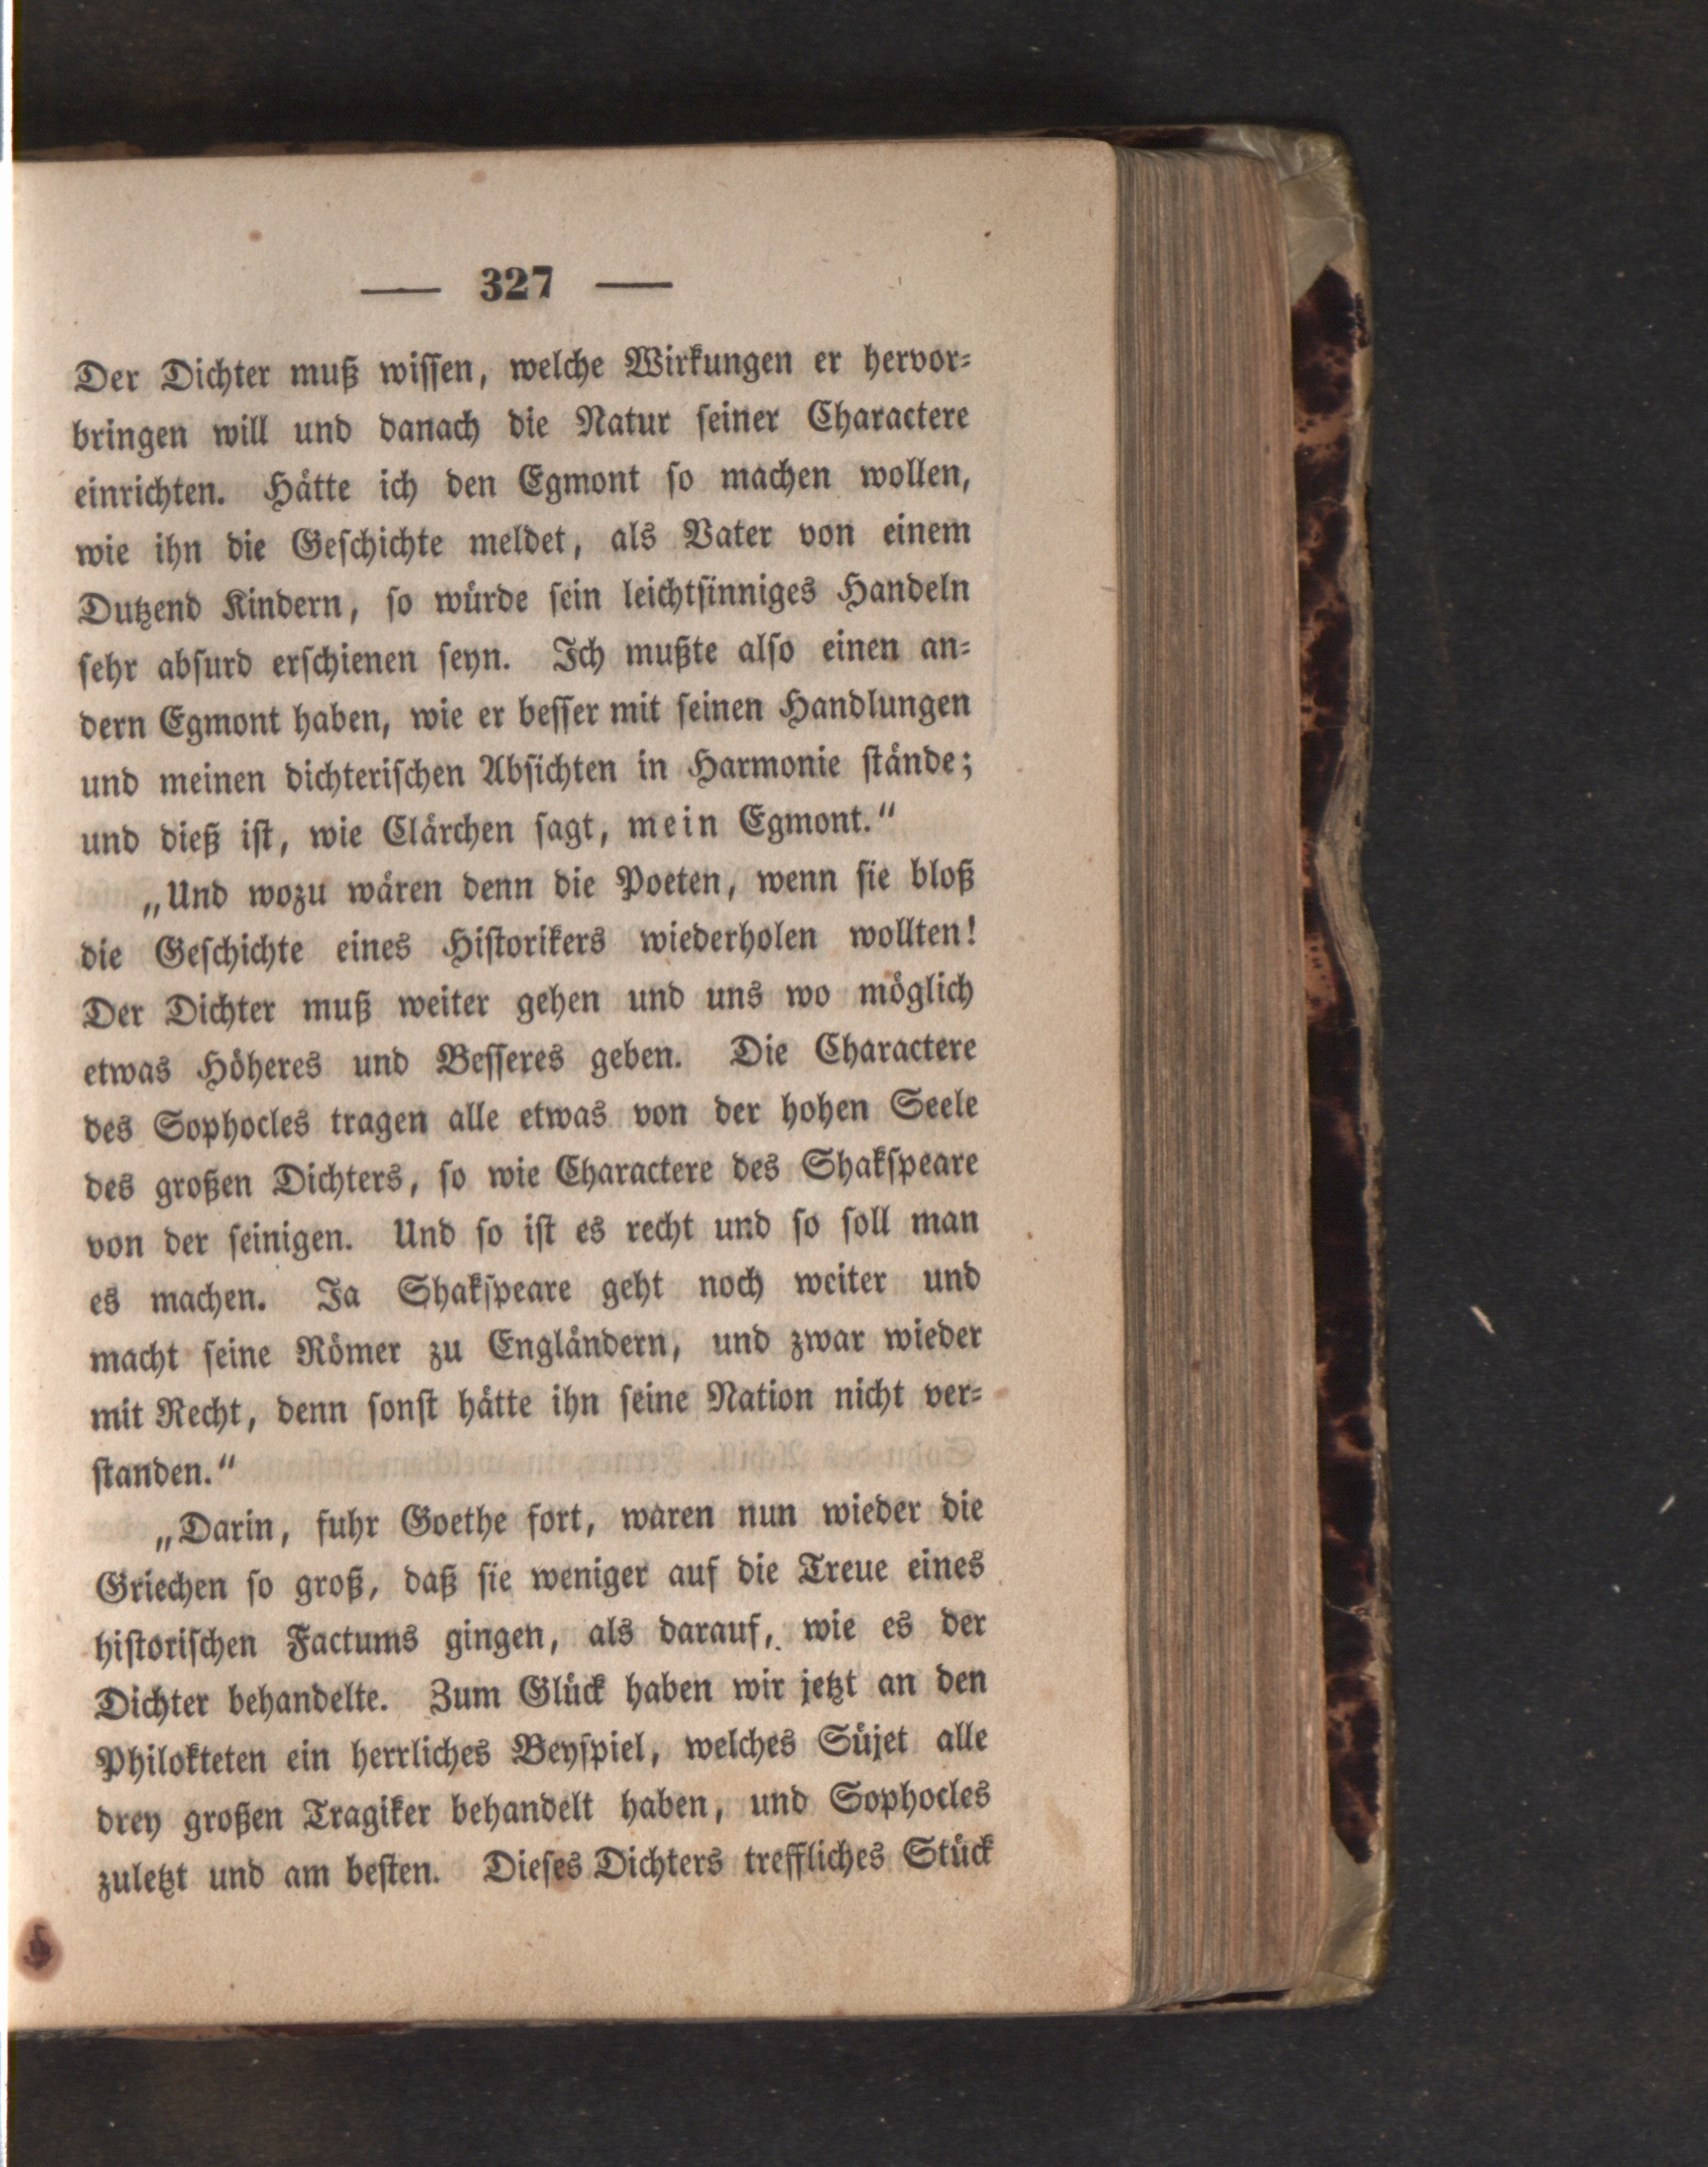 — 327 —
Der Dichter muß wissen, welche Wirkungen er hervor-
bringen will und danach die Natur seiner Charactere
einrichten. Hätte ich den Egmont so machen wollen,
wie ihn die Geschichte meldet, als Vater von einem
Dutzend Kindern, so würde sein leichtsinniges Handeln
sehr absurd erschienen seyn. Ich mußte also einen an-
dern Egmont haben, wie er besser mit seinen Handlungen
und meinen dichterischen Absichten in Harmonie stände;
und dieß ist, wie Clärchen sagt, mein Egmont.“
„Und wozu wären denn die Poeten, wenn sie bloß
die Geschichte eines Historikers wiederholen wollten!
Der Dichter muß weiter gehen und uns wo möglich
etwas Höheres und Besseres geben. Die Charactere
des Sophocles tragen alle etwas von der hohen Seele
des großen Dichters, so wie Charactere des Shakspeare
von der seinigen. Und so ist es recht und so soll man
es machen. Ja Shakspeare geht noch weiter und
macht seine Römer zu Engländern, und zwar wieder
mit Recht, denn sonst hätte ihn seine Nation nicht ver-
standen.“
„Darin, fuhr Goethe fort, waren nun wieder die
Griechen so groß, daß sie weniger auf die Treue eines
historischen Factums gingen, als darauf, wie es der
Dichter behandelte. Zum Glück haben wir jetzt an den
Philokteten ein herrliches Beyspiel, welches Süjet alle
drey großen Tragiker behandelt haben, und Sophocles
zuletzt und am besten. Dieses Dichters treffliches Stück